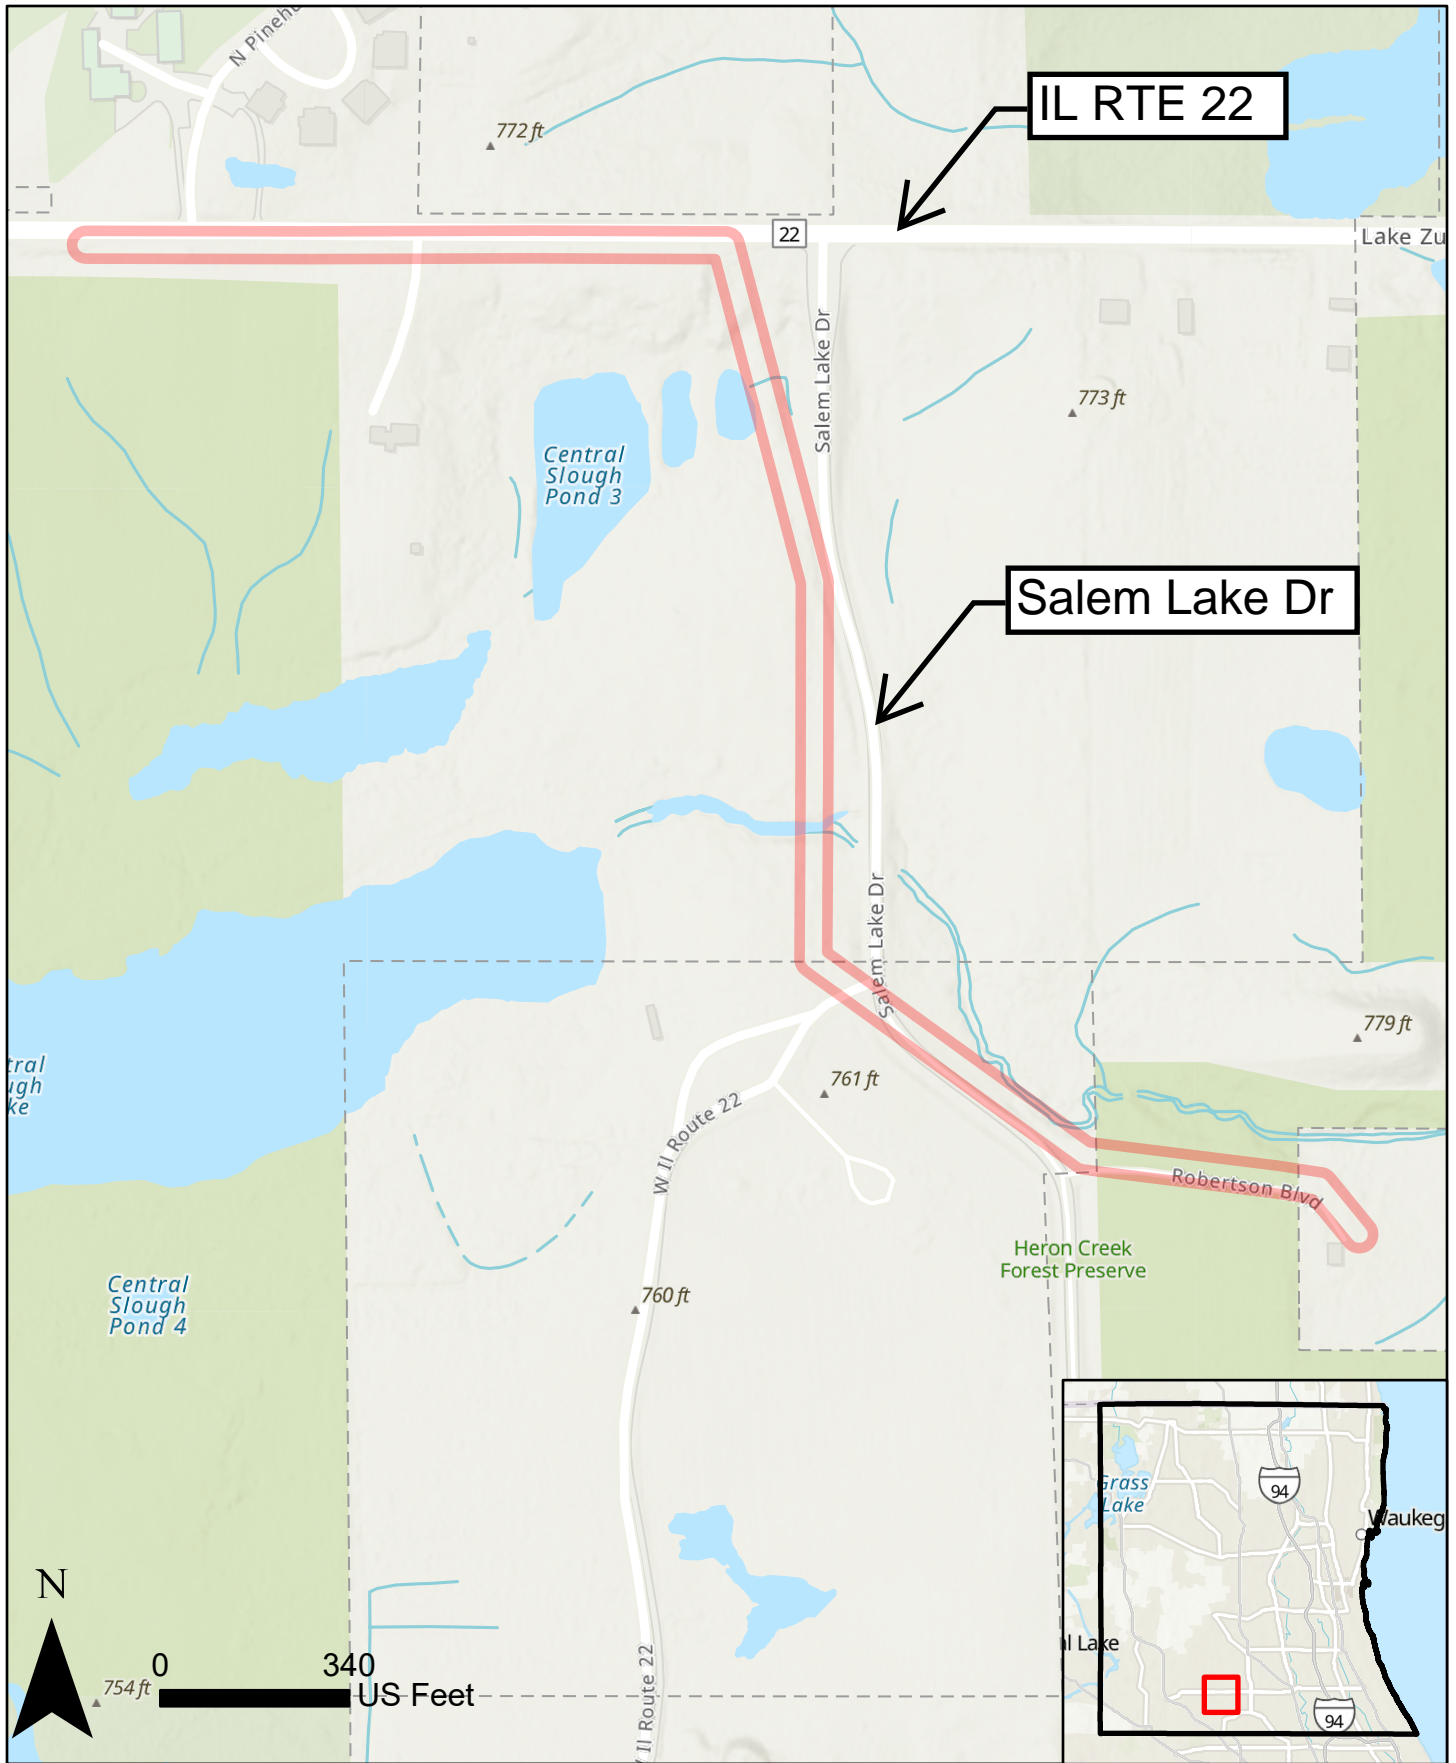 N Pinehu
772 ft
IL RTE 22
22
Lake Zu
Salem Lake Dr
773 ft
Central
Slough
Pond 3
Salem Lake Dr
Salem Lake Dr
779 ft
tral
ugh
ke
761 ft
W Il Route 22
Robertson Blvd
Heron Creek
Forest Preserve
Central
Slough
Pond 4
760 ft
Grass
Lake
94
Waukeg
N
l Lake
0 340
US Feet
754 ft
Il Route 22
94